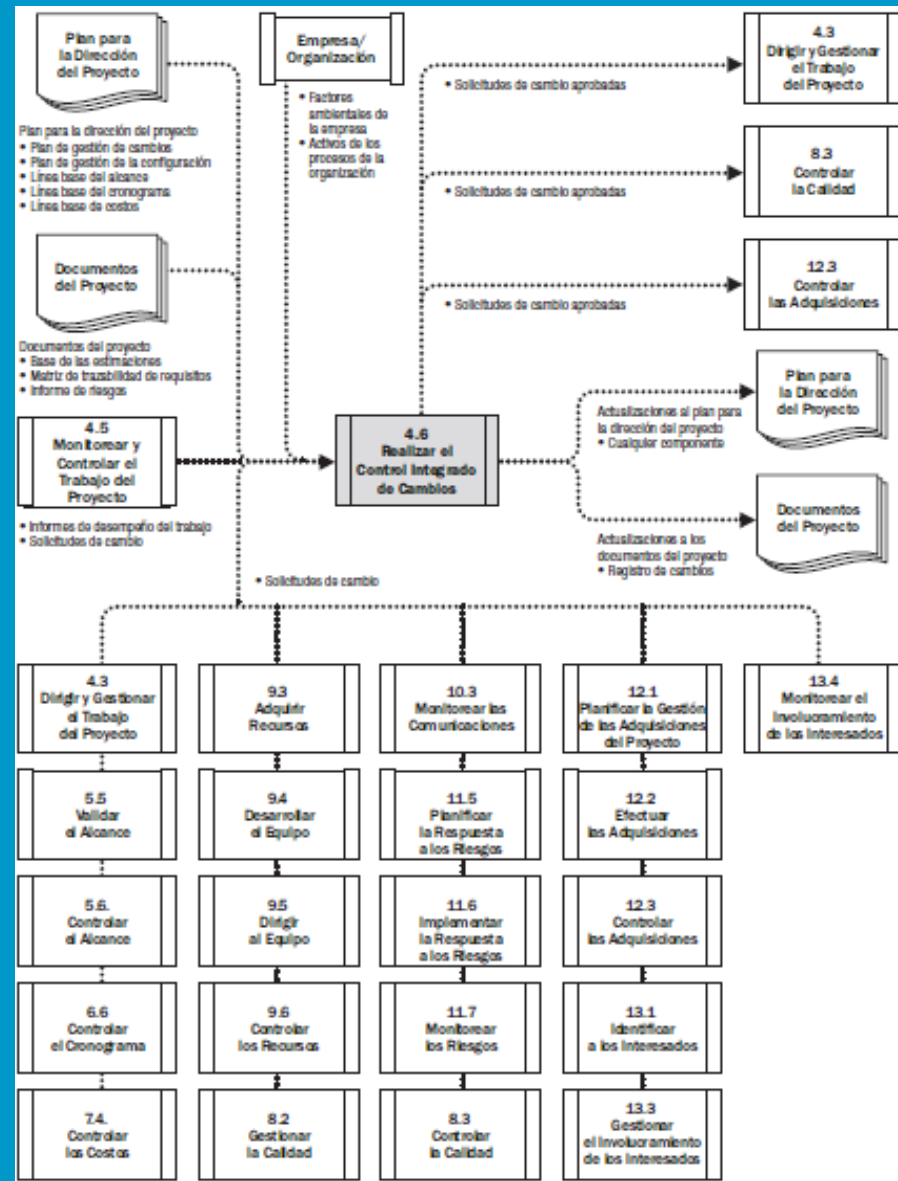 Plan para
la Dirección
del Proyecto
Plan para la dirección del proyecto
• Plan de gestión de cambios
• Plan de gestión de la configuración
• Línea base del alcance
• Línea base del cronograma
• Línea base de costos
Empresa/
Organización
• Factores
ambientales de
la empresa
• Activos de los
procesos de la
organización
• Solicitudes de cambio aprobadas
4.3
Dirigir y Gestionar
el Trabajo
del Proyecto
• Solicitudes de cambio aprobadas
8.3
Controlar
la Calidad
• Solicitudes de cambio aprobadas
12.3
Controlar
las Adquisiciones
Documentos
del Proyecto
Documentos del proyecto
• Base de las estimaciones
• Matriz de trazabilidad de requisitos
• Informe de riesgos
4.5
Monitorear y
Controlar el
Trabajo del
Proyecto
• Informes de desempeño del trabajo
• Solicitudes de cambio
4.6
Realizar el
Control Integrado
de Cambios
Actualizaciones al plan para
la dirección del proyecto
• Cualquier componente
Plan para
la Dirección
del Proyecto
Actualizaciones a los
documentos del proyecto
• Registro de cambios
Documentos
del Proyecto
• Solicitudes de cambio
4.3
Dirigir y Gestionar
el Trabajo
del Proyecto
9.3
Adquirir
Recursos
10.3
Monitorear las
Comunicaciones
12.1
Planificar la Gestión
de las Adquisiciones
del Proyecto
13.4
Monitorear el
Involucramiento
de los Interesados
5.5
Validar
el Alcance
9.4
Desarrollar
el Equipo
11.5
Planificar
la Respuesta
a los Riesgos
12.2
Efectuar
las Adquisiciones
5.6.
Controlar
el Alcance
9.5
Dirigir
al Equipo
11.6
Implementar
la Respuesta
a los Riesgos
12.3
Controlar
las Adquisiciones
6.6
Controlar
el Cronograma
9.6
Controlar
los Recursos
11.7
Monitorear
los Riesgos
13.1
Identificar
a los Interesados
7.4.
Controlar
los Costos
8.2
Gestionar
la Calidad
8.3
Controlar
la Calidad
13.3
Gestionar
el Involucramiento
de los Interesados